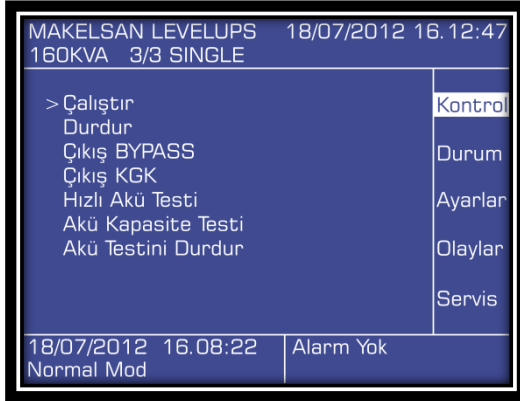 MAKELSAN LEVELUPS 18/07/2012 16.12:47
160KVA 3/3 SINGLE
>Çalıştır
Durdur
Çıkış BYPASS
Çıkış KGK
Hızlı Akü Testi
Akü Kapasite Testi
Akü Testini Durdur
Kontrol
Durum
Ayarlar
Olaylar
Servis
18/07/2012 16.08:22
Normal Mod
Alarm Yok